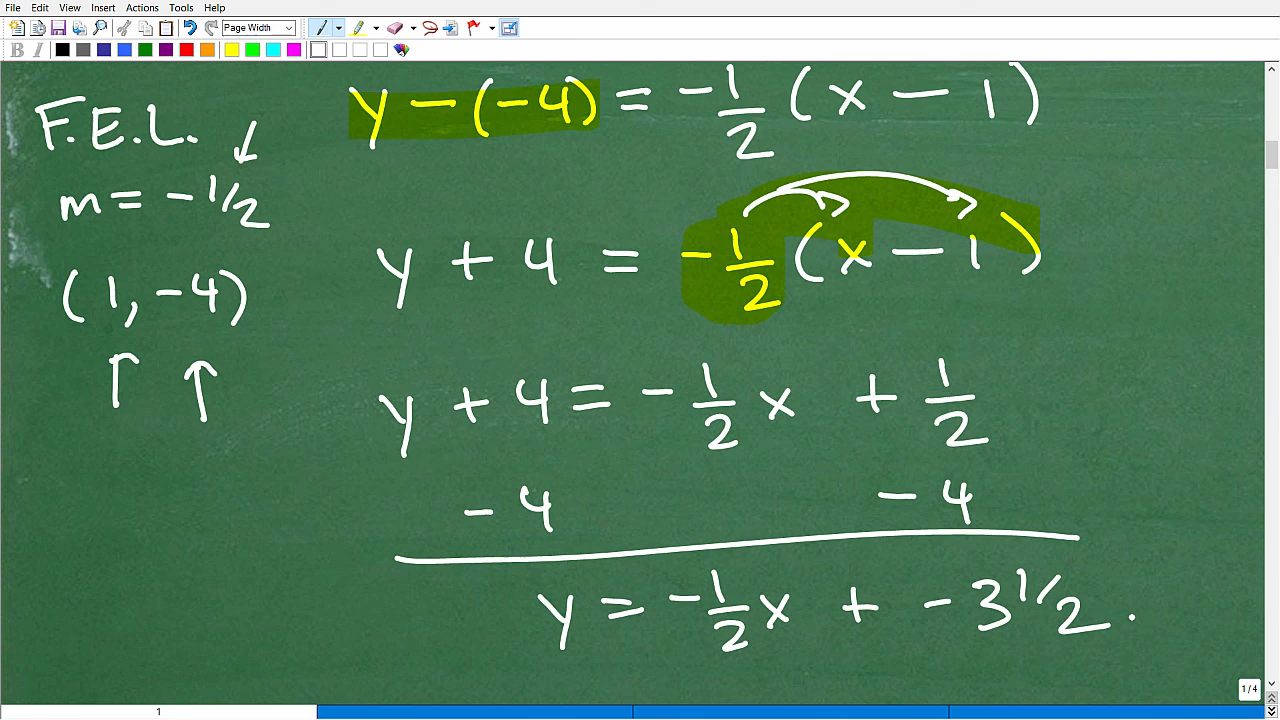 File Edit View Insert Actions Tools Help
Page Width
B I
F.E.L.
m = - 1/2
(1, -4)
y - (-4) = - 1/2 (x - 1)
y + 4 = - 1/2 (x - 1)
y + 4 = - 1/2 x + 1/2
- 4 - 4
y = - 1/2 x + - 3 1/2 .
1/4
1